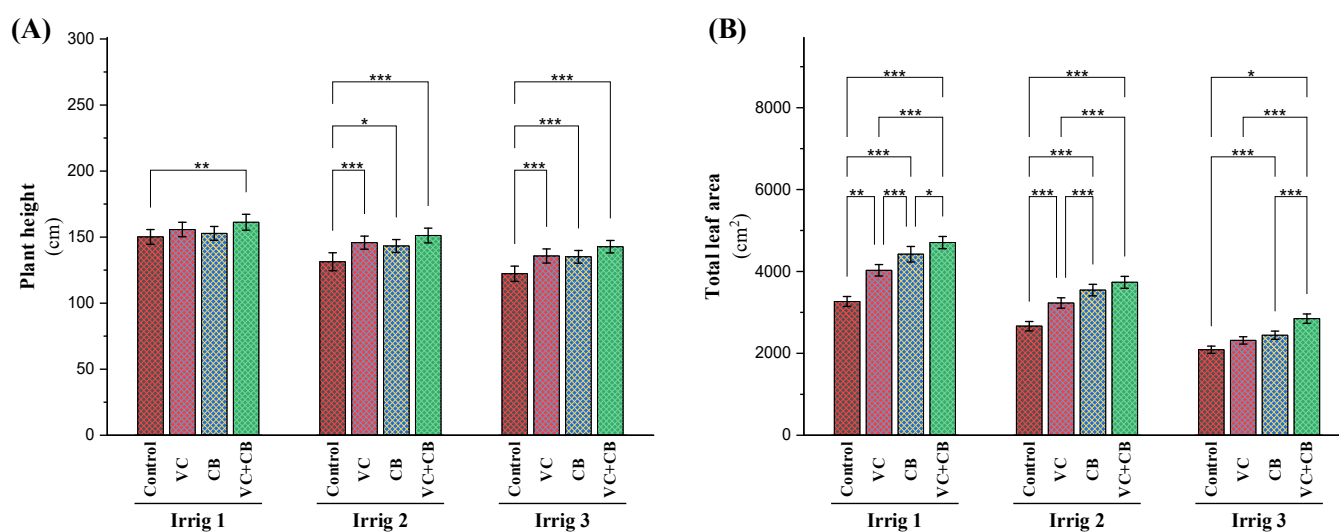 (A)
Plant height
(cm)
300
250
200
150
100
50
0
***
***
***
*
***
**
***
***
Control
VC
CB
VC+CB
Control
VC
CB
VC+CB
Control
VC
CB
VC+CB
Irrig 1
Irrig 2
Irrig 3
(B)
Total leaf area
(cm²)
8000
6000
4000
2000
0
***
***
*
***
***
***
***
***
***
**
***
*
***
***
***
Control
VC
CB
VC+CB
Control
VC
CB
VC+CB
Control
VC
CB
VC+CB
Irrig 1
Irrig 2
Irrig 3